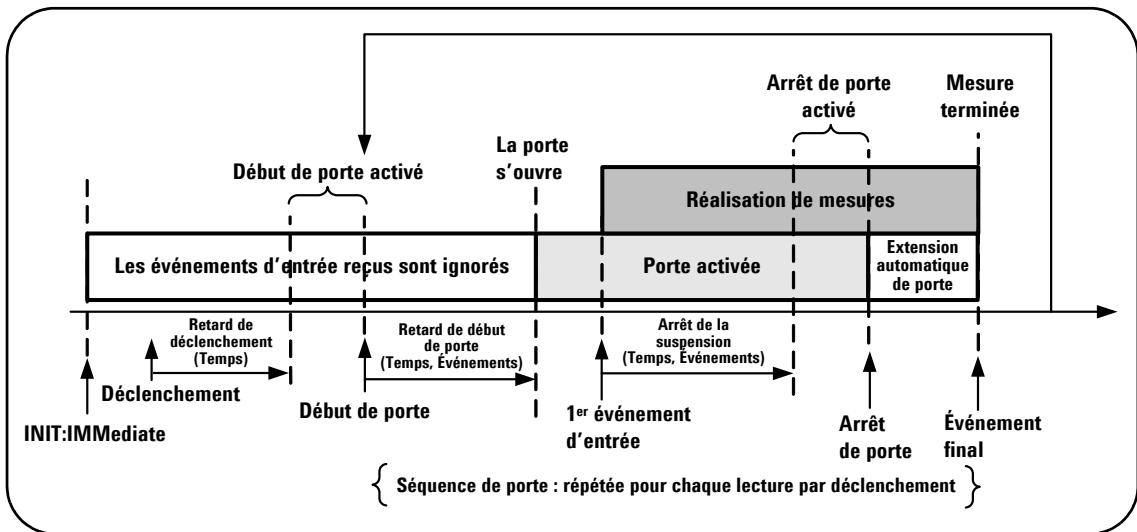 Arrêt de porte
activé
Mesure
terminée
La porte
s'ouvre
Début de porte activé
Réalisation de mesures
Les événements d'entrée reçus sont ignorés
Porte activée
Extension
automatique
de porte
Retard de
déclenchement
(Temps)
Retard de début
de porte
(Temps, Événements)
Arrêt de la
suspension
(Temps, Événements)
Déclenchement
Début de porte
1er événement
d'entrée
Arrêt
de porte
Événement
final
INIT:IMMediate
Séquence de porte : répétée pour chaque lecture par déclenchement